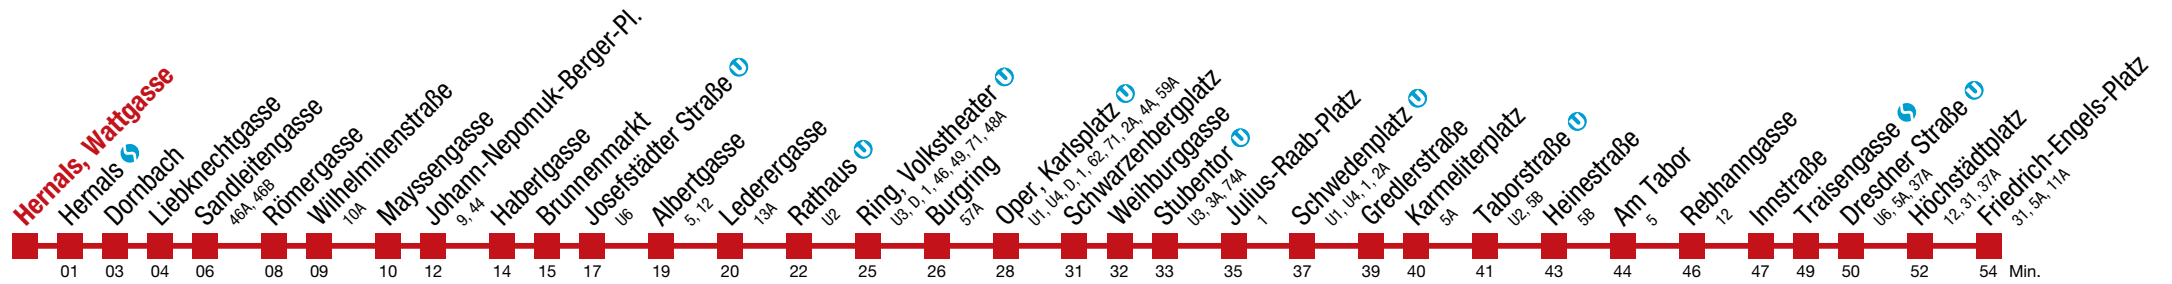 Hernals, Wattgasse
Hernals
Dornbach
Liebknechtgasse
Sandleitengasse
46A, 46B
Römergasse
Wilhelminenstraße
10A
Mayssengasse
Johann-Nepomuk-Berger-Pl.
9, 44
Haberlgasse
Brunnenmarkt
Josefstädter Straße U
U6
Albertgasse
5, 12
Lederergasse
13A
Rathaus U
U2
Ring, Volkstheater U
U3, D, 1, 46, 49, 71, 48A
Burgring
57A
Oper, Karlsplatz U
U1, U4, D, 1, 62, 71, 2A, 4A, 59A
Schwarzenbergplatz
Weihburggasse
Stubentor U
U3, 3A, 74A
Julius-Raab-Platz
1
Schwedenplatz U
U1, U4, 1, 2A
Gredlerstraße
Karmeliterplatz
5A
Taborstraße U
U2, 5B
Heinestraße
5B
Am Tabor
5
Rebhanngasse
12
Innstraße
Traisengasse
Dresdner Straße U
U6, 5A, 37A
Höchstädtplatz
12, 31, 37A
Friedrich-Engels-Platz
31, 5A, 11A
01 03 04 06 08 09 10 12 14 15 17 19 20 22 25 26 28 31 32 33 35 37 39 40 41 43 44 46 47 49 50 52 54 Min.